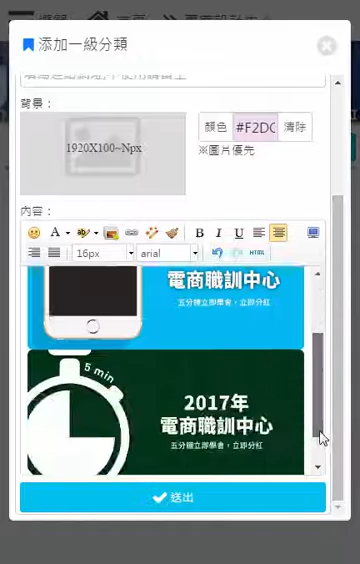 添加一級分類
背景：
1920X100~Npx
顏色 #F2DC 清除
※圖片優先
內容：
A B I U
16px arial HTML
電商職訓中心
五分鐘立即學會，立即分紅
5 min
2017年
電商職訓中心
五分鐘立即學會，立即分紅
送出